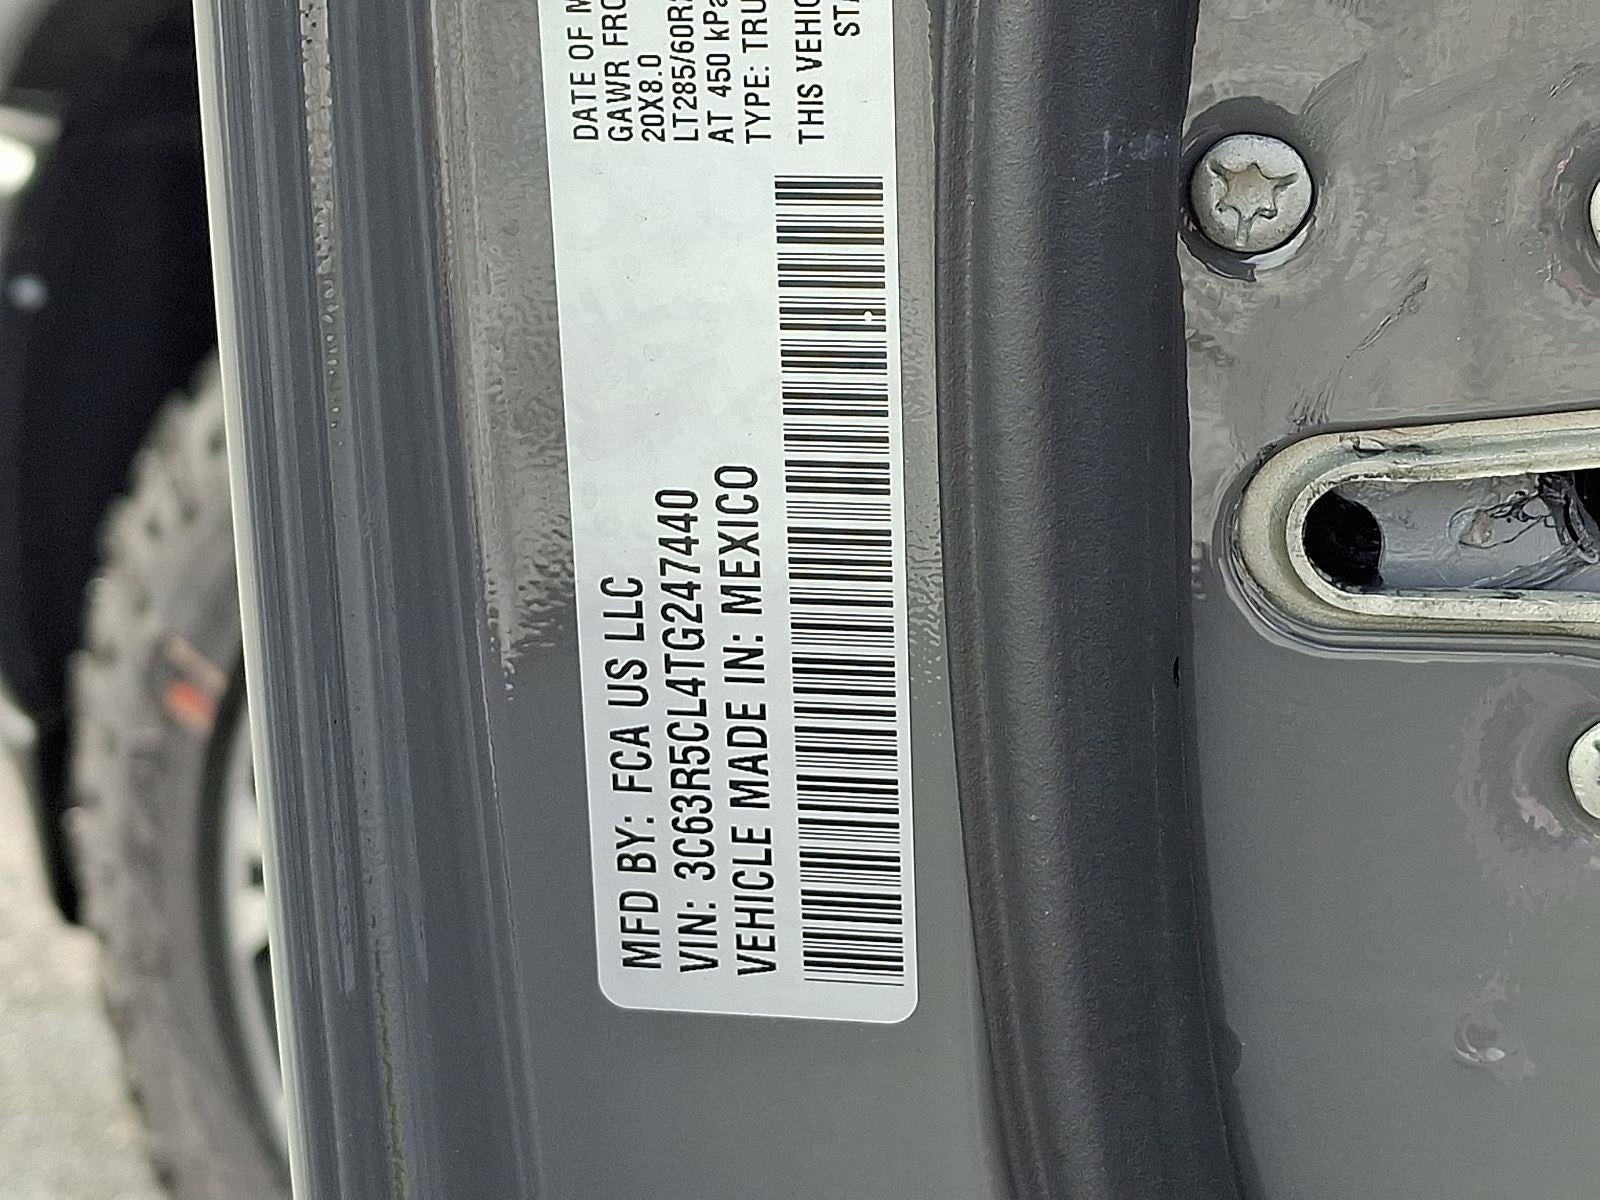 MFD BY: FCA US LLC
VIN: 3C63R5CL4TG247440
VEHICLE MADE IN: MEXICO
DATE OF M
GAWR FRO
20X8.0
LT285/60R2
AT 450 kPa
TYPE: TRU
THIS VEHIC
STA